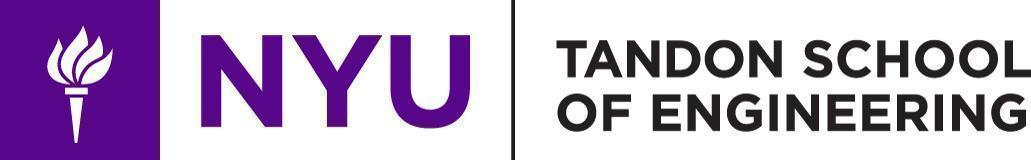 NYU
TANDON SCHOOL
OF ENGINEERING